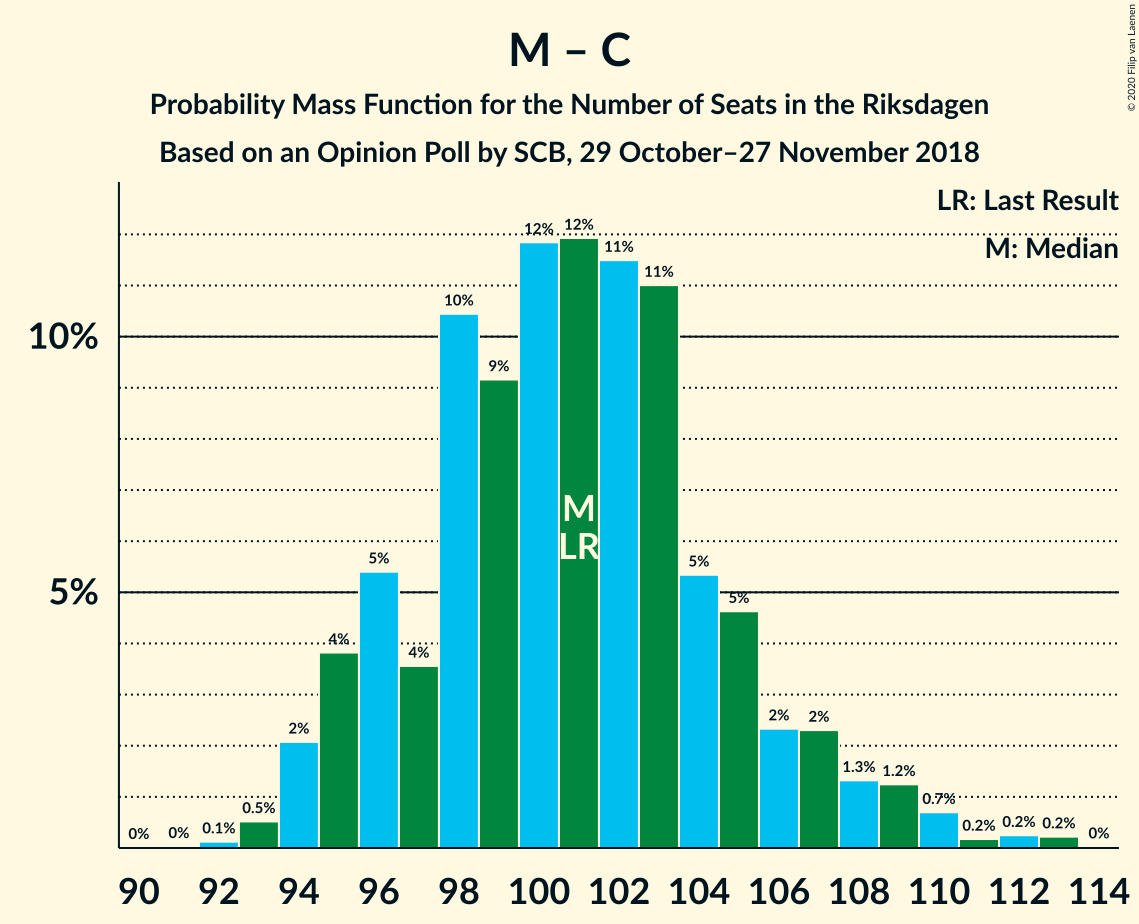 M – C
Probability Mass Function for the Number of Seats in the Riksdagen
Based on an Opinion Poll by SCB, 29 October–27 November 2018
© 2020 Filip van Laenen
LR: Last Result
M: Median
10%
5%
0% 0% 0.1% 0.5% 2% 4% 5% 4% 10% 9% 12% 12% 11% 11% 5% 5% 2% 2% 1.3% 1.2% 0.7% 0.2% 0.2% 0.2% 0%
M
LR
90 92 94 96 98 100 102 104 106 108 110 112 114